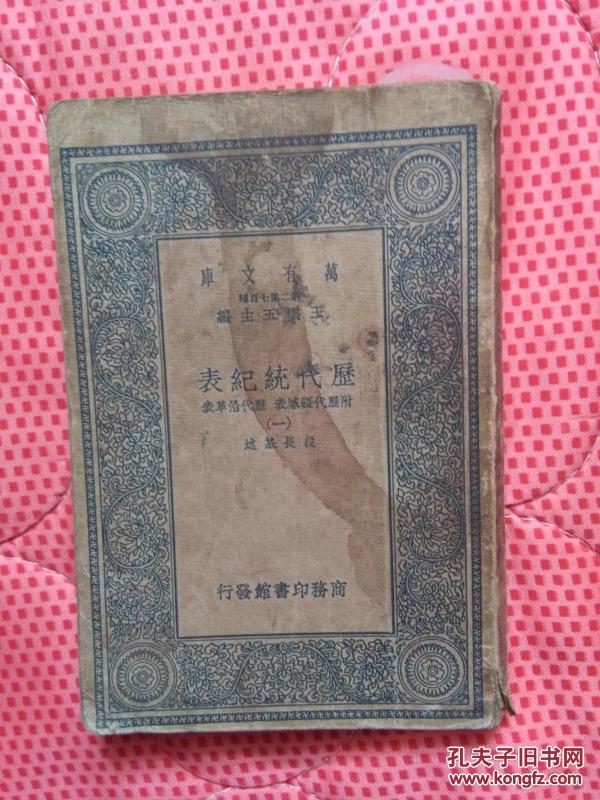 萬有文庫
第二集七百種
王雲五主編
歷代統紀表
附歷代疆域表 歷代沿革表
(一)
段長基述
商務印書館發行
孔夫子旧书网
www.kongfz.com